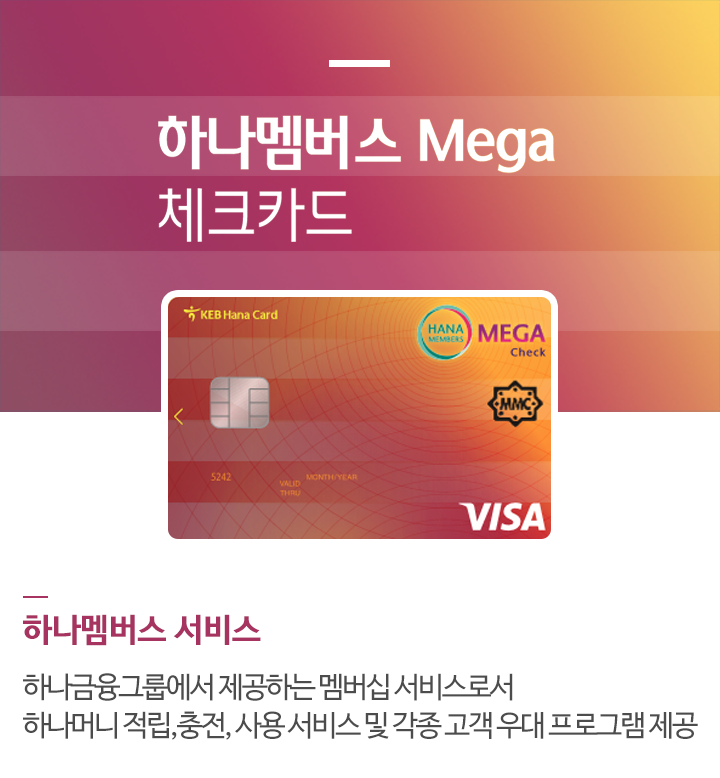 하나멤버스 Mega
체크카드
KEB Hana Card
HANA
MEMBERS
MEGA
Check
MMC
5242
MONTH/YEAR
VALID
THRU
VISA
하나멤버스 서비스
하나금융그룹에서 제공하는 멤버십 서비스로서
하나머니 적립,충전, 사용 서비스 및 각종 고객 우대 프로그램 제공